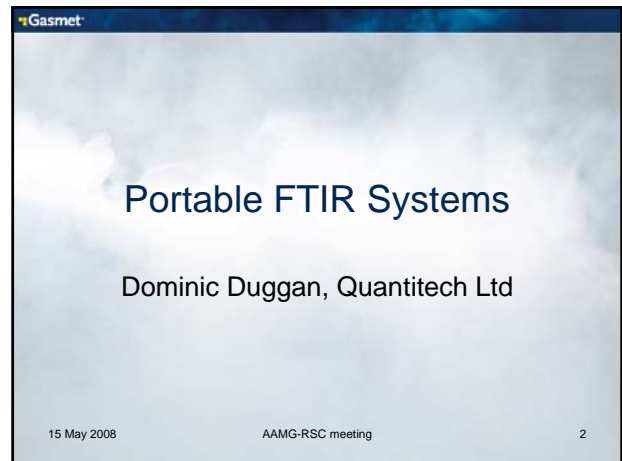 Gasmet
Portable FTIR Systems
Dominic Duggan, Quantitech Ltd
15 May 2008 AAMG-RSC meeting 2